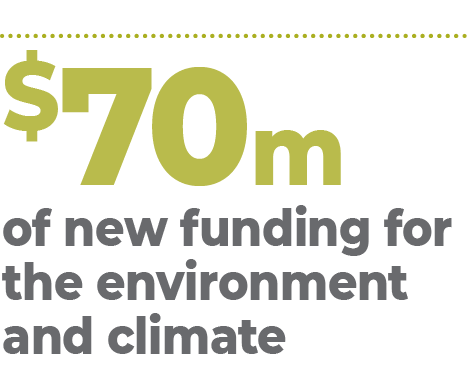 $70m
of new funding for
the environment
and climate